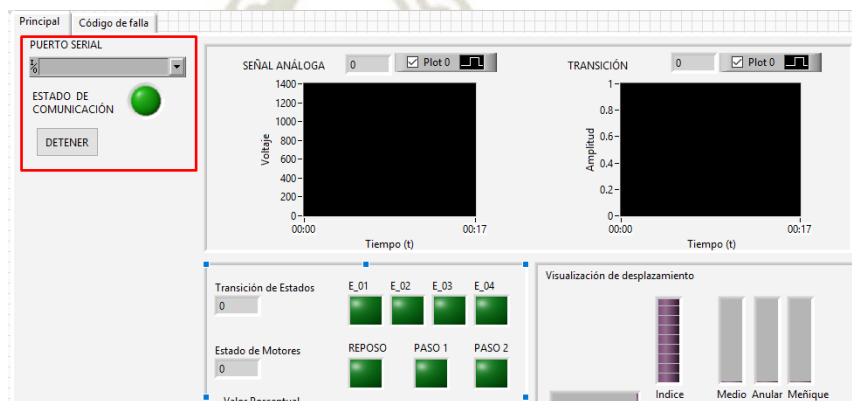 Principal Código de falla
PUERTO SERIAL
SEÑAL ANÁLOGA 0 Plot 0
TRANSICIÓN 0 Plot 0
ESTADO DE
COMUNICACIÓN
DETENER
Voltaje
1400
1200
1000
800
600
400
200
0
00:00 00:17
Tiempo (t)
Amplitud
1
0.8
0.6
0.4
0.2
0
00:00 00:17
Tiempo (t)
Transición de Estados E_01 E_02 E_03 E_04
0
Estado de Motores REPOSO PASO 1 PASO 2
0
Valor Porcentual
Visualización de desplazamiento
Indice Medio Anular Meñique